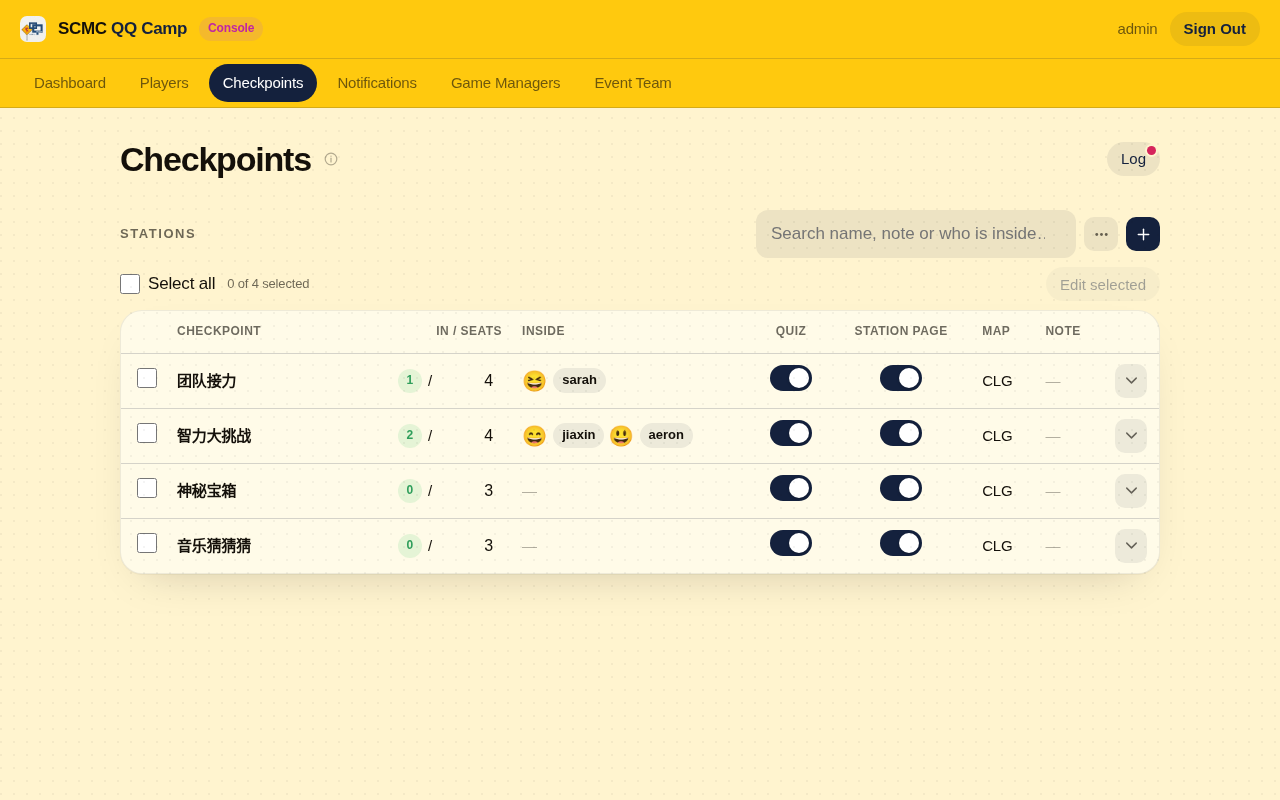 SCMC QQ Camp Console admin Sign Out
Dashboard Players Checkpoints Notifications Game Managers Event Team
Checkpoints Log
STATIONS Search name, note or who is inside…
Select all 0 of 4 selected Edit selected
CHECKPOINT IN / SEATS INSIDE QUIZ STATION PAGE MAP NOTE
团队接力 1 / 4 😆 sarah CLG —
智力大挑战 2 / 4 😄 jiaxin 😃 aeron CLG —
神秘宝箱 0 / 3 — CLG —
音乐猜猜猜 0 / 3 — CLG —